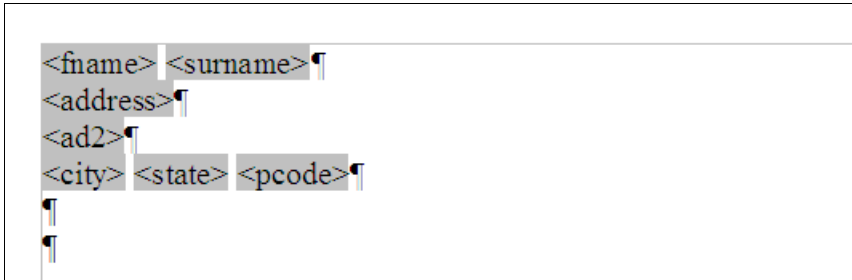 <fname> <surname>¶
<address>¶
<ad2>¶
<city> <state> <pcode>¶
¶
¶